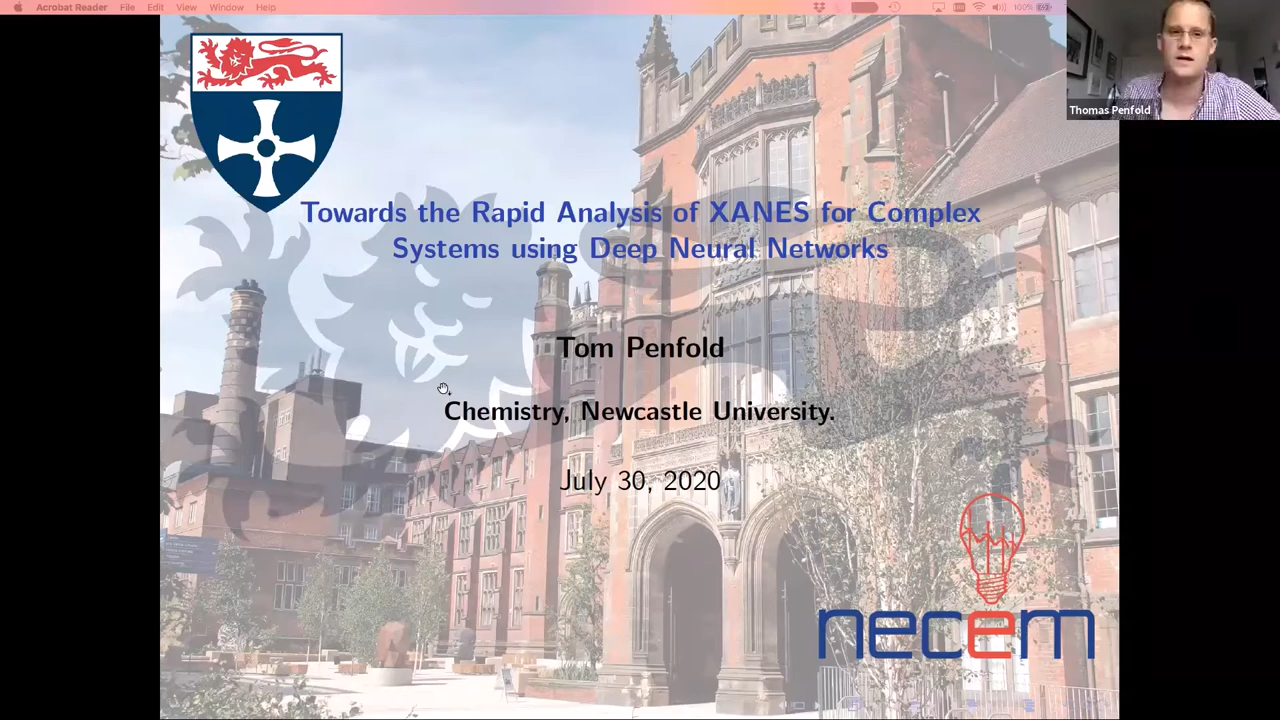 Acrobat Reader File Edit View Window Help
100%
Thomas Penfold
Towards the Rapid Analysis of XANES for Complex
Systems using Deep Neural Networks
Tom Penfold
Chemistry, Newcastle University.
July 30, 2020
necem